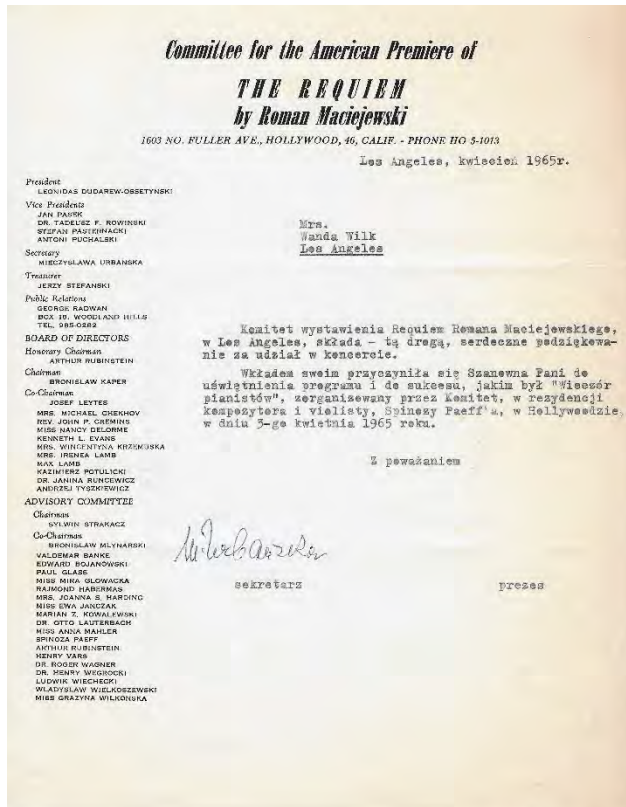 Committee for the American Premiere of
THE REQUIEM
by Roman Maciejewski
1603 NO. FULLER AVE., HOLLYWOOD, 46, CALIF. - PHONE HO 5-1013
Los Angeles, kwiecień 1965r.
President
LEONIDAS DUDAREW-OSSETYNSKI
Vice Presidents
JAN PASEK
DR. TADEUSZ F. ROWINSKI
STEFAN PASTERNACKI
ANTONI PUCHALSKI
Secretary
MIECZYSLAWA URBANSKA
Treasurer
JERZY STEFANSKI
Public Relations
GEORGE RADWAN
BOX 18, WOODLAND HILLS
TEL. 985-0282
BOARD OF DIRECTORS
Honorary Chairman
ARTHUR RUBINSTEIN
Chairman
BRONISLAW KAPER
Co-Chairman
JOSEF LEYTES
MRS. MICHAEL CHEKHOV
REV. JOHN P. CREMINS
MISS NANCY DELORME
KENNETH L. EVANS
MRS. WINCENTYNA KRZEMUSKA
MRS. IRENEA LAMB
MAX LAMB
KAZIMIERZ POTULICKI
DR. JANINA RUNCEWICZ
ANDRZEJ TYSZKIEWICZ
ADVISORY COMMITTEE
Chairman
SYLWIN STRAKACZ
Co-Chairman
BRONISLAW MLYNARSKI
VALDEMAR BANKE
EDWARD BOJANOWSKI
PAUL GLASS
MISS MIRA GLOWACKA
RAJMOND HABERMAS
MRS. JOANNA S. HARDING
MISS EWA JANCZAK
MARIAN Z. KOWALEWSKI
DR. OTTO LAUTERBACH
MISS ANNA MAHLER
SPINOZA PAEFF
ARTHUR RUBINSTEIN
HENRY VARS
DR. ROGER WAGNER
DR. HENRY WEGROCKI
LUDWIK WIECHECKI
WLADYSLAW WIELKOSZEWSKI
MISS GRAZYNA WILKONSKA
Mrs.
Wanda Wilk
Los Angeles
Komitet wystawienia Requiem Romana Maciejewskiego,
w Los Angeles, składa - tą drogą, serdeczne podziękowa-
nie za udział w koncercie.
Wkładem swoim przyczyniła się Szanowna Pani do
uświetnienia programu i do sukcesu, jakim był "Wieczór
pianistów", zorganizowany przez Komitet, w rezydencji
kompozytora i violisty, Spinozy Paeff'a, w Hollywoodzie
w dniu 3-go kwietnia 1965 roku.
Z poważaniem
sekretarz prezes